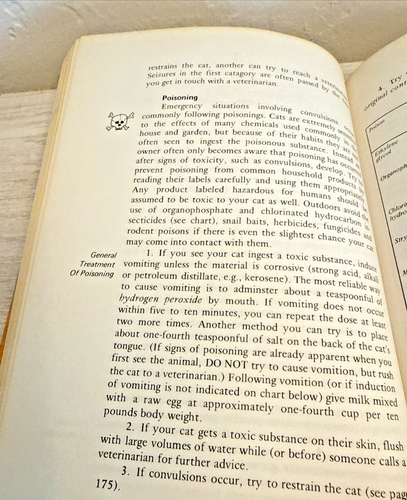 restrains the cat, another can try to reach a
Seizures in the first catagory are often passed by the
you get in touch with a veterinarian.
Poisoning
Emergency situations involving convulsions
commonly following poisonings. Cats are extremely
to the effects of many chemicals used commonly
house and garden, but because of their habits they are
often seen to ingest the poisonous substance. Instead
owner often only becomes aware that poisoning has
after signs of toxicity, such as convulsions, develop. Try
prevent poisoning from common household products
reading their labels carefully and using them
Any product labeled hazardous for humans should
assumed to be toxic to your cat as well. Outdoors avoid
use of organophosphate and chlorinated hydrocarbon
secticides (see chart), snail baits, herbicides, fungicides and
rodent poisons if there is even the slightest chance your cat
may come into contact with them.
General
Treatment
Of Poisoning
1. If you see your cat ingest a toxic substance, induce
vomiting unless the material is corrosive (strong acid, alkali
or petroleum distillate, e.g., kerosene). The most reliable way
to cause vomiting is to adminster about a teaspoonful of
hydrogen peroxide by mouth. If vomiting does not occur
within five to ten minutes, you can repeat the dose at least
two more times. Another method you can try is to place
about one-fourth teaspoonful of salt on the back of the cat's
tongue. (If signs of poisoning are already apparent when you
first see the animal, DO NOT try to cause vomition, but rush
the cat to a veterinarian.) Following vomition (or if induction
of vomiting is not indicated on chart below) give milk mixed
with a raw egg at approximately one-fourth cup per ten
pounds body weight.
2. If your cat gets a toxic substance on their skin, flush
with large volumes of water while (or before) someone calls a
veterinarian for further advice.
3. If convulsions occur, try to restrain the cat (see page
175).
4. Try
original cont
Poison
Ethylene
glycol
Organoph
Chlor
hydro